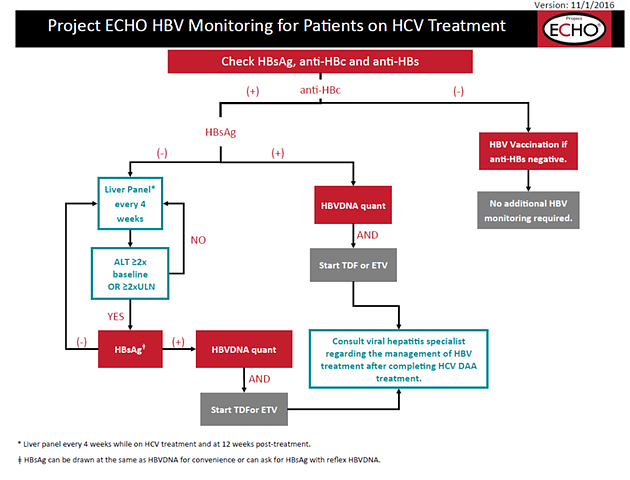 Version: 11/1/2016
Project ECHO HBV Monitoring for Patients on HCV Treatment
Project
ECHO
®
Check HBsAg, anti-HBc and anti-HBs
(+)
anti-HBc
(-)
HBsAg
(-)
(+)
HBV Vaccination if
anti-HBs negative.
Liver Panel*
every 4
weeks
HBVDNA quant
No additional HBV
monitoring required.
NO
AND
ALT ≥2x
baseline
OR ≥2xULN
Start TDF or ETV
YES
(-)
HBsAg†
(+)
HBVDNA quant
Consult viral hepatitis specialist
regarding the management of HBV
treatment after completing HCV DAA
treatment.
AND
Start TDFor ETV
* Liver panel every 4 weeks while on HCV treatment and at 12 weeks post-treatment.
ǂ HBsAg can be drawn at the same as HBVDNA for convenience or can ask for HBsAg with reflex HBVDNA.